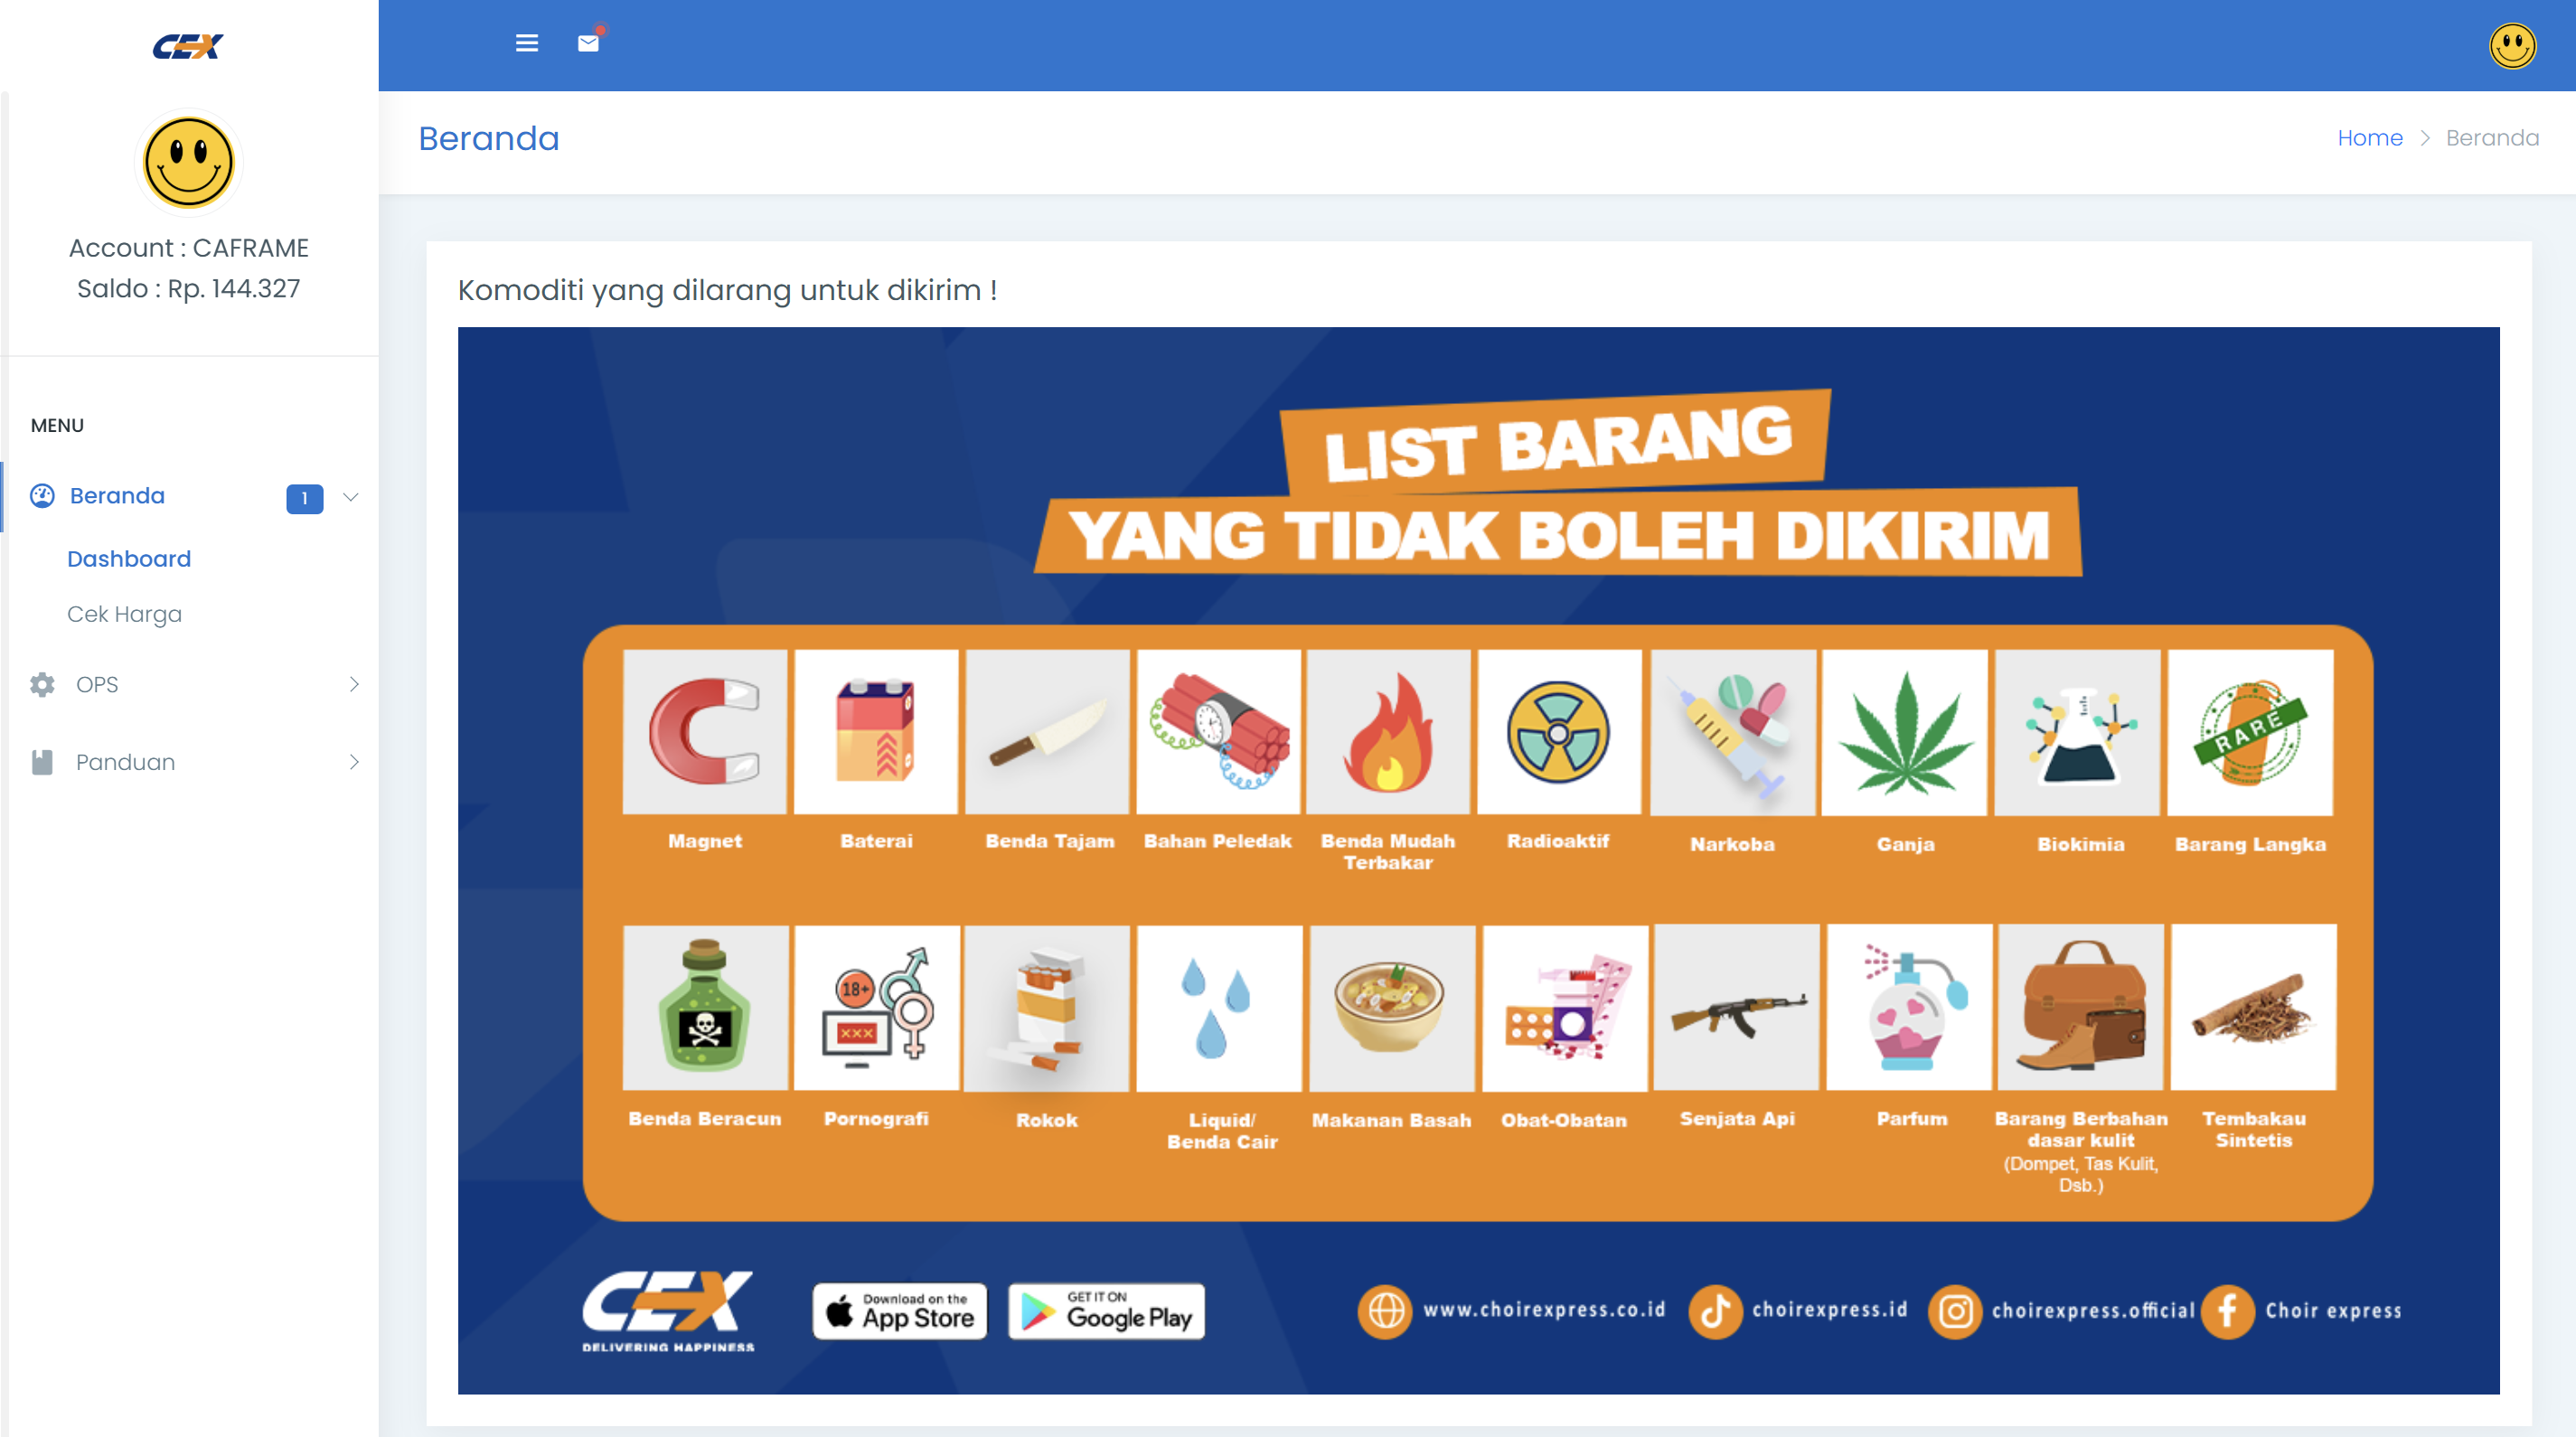 CEX
Account : CAFRAME
Saldo : Rp. 144.327
MENU
Beranda
1
Dashboard
Cek Harga
OPS
Panduan
Beranda
Home > Beranda
Komoditi yang dilarang untuk dikirim !
LIST BARANG
YANG TIDAK BOLEH DIKIRIM
RARE
Magnet
Baterai
Benda Tajam
Bahan Peledak
Benda Mudah
Terbakar
Radioaktif
Narkoba
Ganja
Biokimia
Barang Langka
18+
XXX
Benda Beracun
Pornografi
Rokok
Liquid/
Benda Cair
Makanan Basah
Obat-Obatan
Senjata Api
Parfum
Barang Berbahan
dasar kulit
(Dompet, Tas Kulit,
Dsb.)
Tembakau
Sintetis
CEX
DELIVERING HAPPINESS
Download on the
App Store
GET IT ON
Google Play
www.choirexpress.co.id
choirexpress.id
choirexpress.official
Choir express